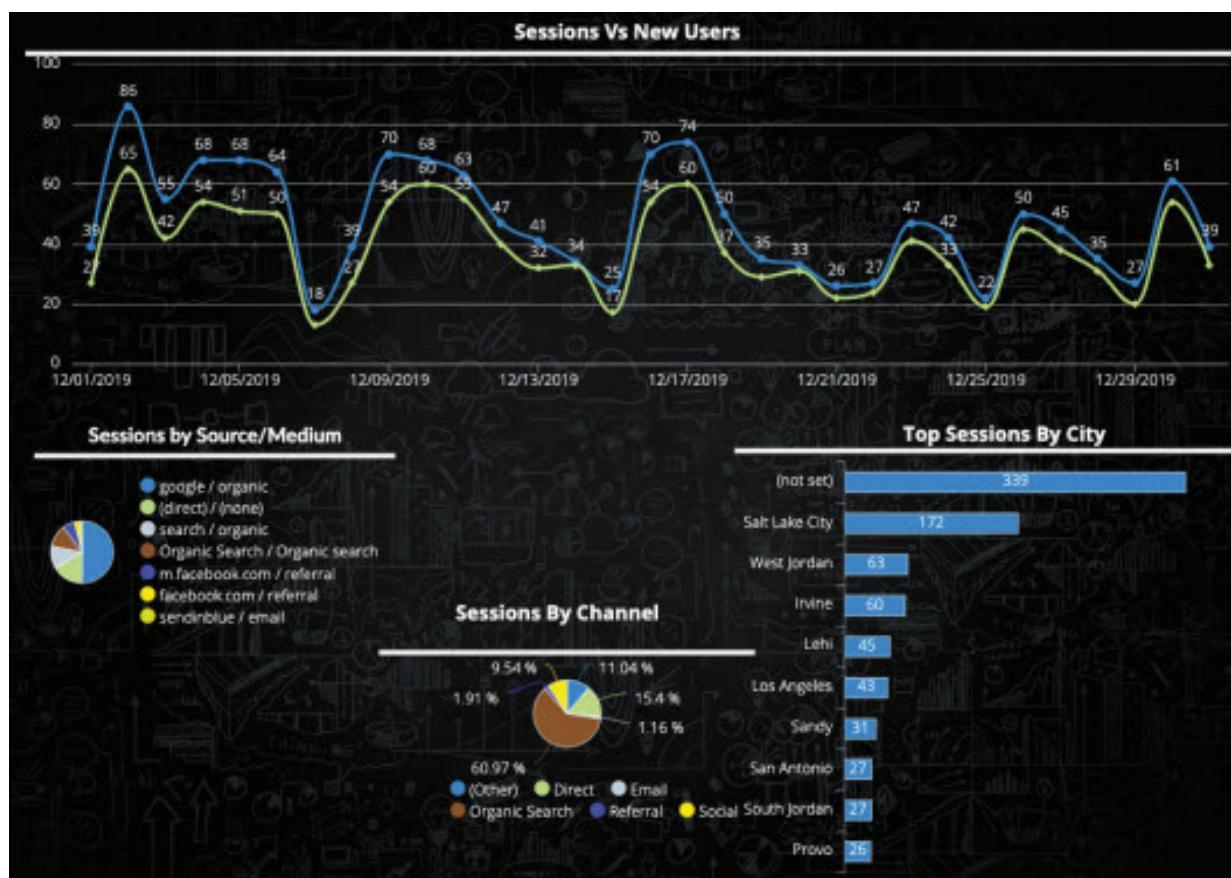 Sessions Vs New Users
100
80
60
40
20
0
86
65
55
42
68
54
68
51
64
50
18
39
27
70
54
68
60
63
55
47
41
32
34
25
17
70
54
74
60
50
37
35
33
26
27
47
42
33
22
50
45
35
27
61
39
39
12/01/2019 12/05/2019 12/09/2019 12/13/2019 12/17/2019 12/21/2019 12/25/2019 12/29/2019
Sessions by Source/Medium
google / organic
(direct) / (none)
search / organic
Organic Search / Organic search
m.facebook.com / referral
facebook.com / referral
sendinblue / email
Sessions By Channel
9.54 % 11.04 %
1.91 % 15.4 %
1.16 %
60.97 %
(Other) Direct Email
Organic Search Referral Social
Top Sessions By City
(not set) 339
Salt Lake City 172
West Jordan 63
Irvine 60
Lehi 45
Los Angeles 43
Sandy 31
San Antonio 27
South Jordan 27
Provo 26